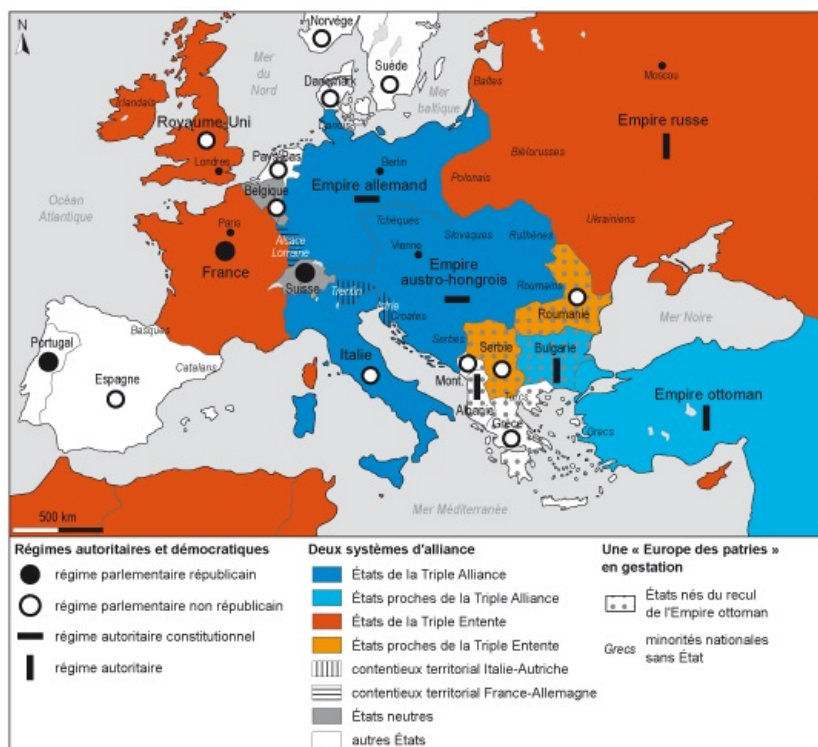 N
Norvège
Mer
du
Nord
Suède
Danemark
Mer
baltique
Baltes
Moscou
Irlandais
Royaume-Uni
Danois
Empire russe
Londres
Pays-Bas
Berlin
Biélorusses
Belgique
Empire allemand
Polonais
Océan
Atlantique
Paris
Tchèques
Ukrainiens
Alsace
Lorraine
Slovaques
Ruthènes
France
Vienne
Empire
austro-hongrois
Suisse
Trentin
Roumains
Istrie
Croates
Roumanie
Mer Noire
Basques
Portugal
Serbes
Serbie
Bulgarie
Catalans
Italie
Espagne
Mont.
Empire ottoman
Turcs
Albanie
Grèce
Grecs
Mer Méditerranée
500 km
Régimes autoritaires et démocratiques
régime parlementaire républicain
régime parlementaire non républicain
régime autoritaire constitutionnel
régime autoritaire
Deux systèmes d'alliance
États de la Triple Alliance
États proches de la Triple Alliance
États de la Triple Entente
États proches de la Triple Entente
contentieux territorial Italie-Autriche
contentieux territorial France-Allemagne
États neutres
autres États
Une « Europe des patries »
en gestation
États nés du recul
de l'Empire ottoman
Grecs
minorités nationales
sans État